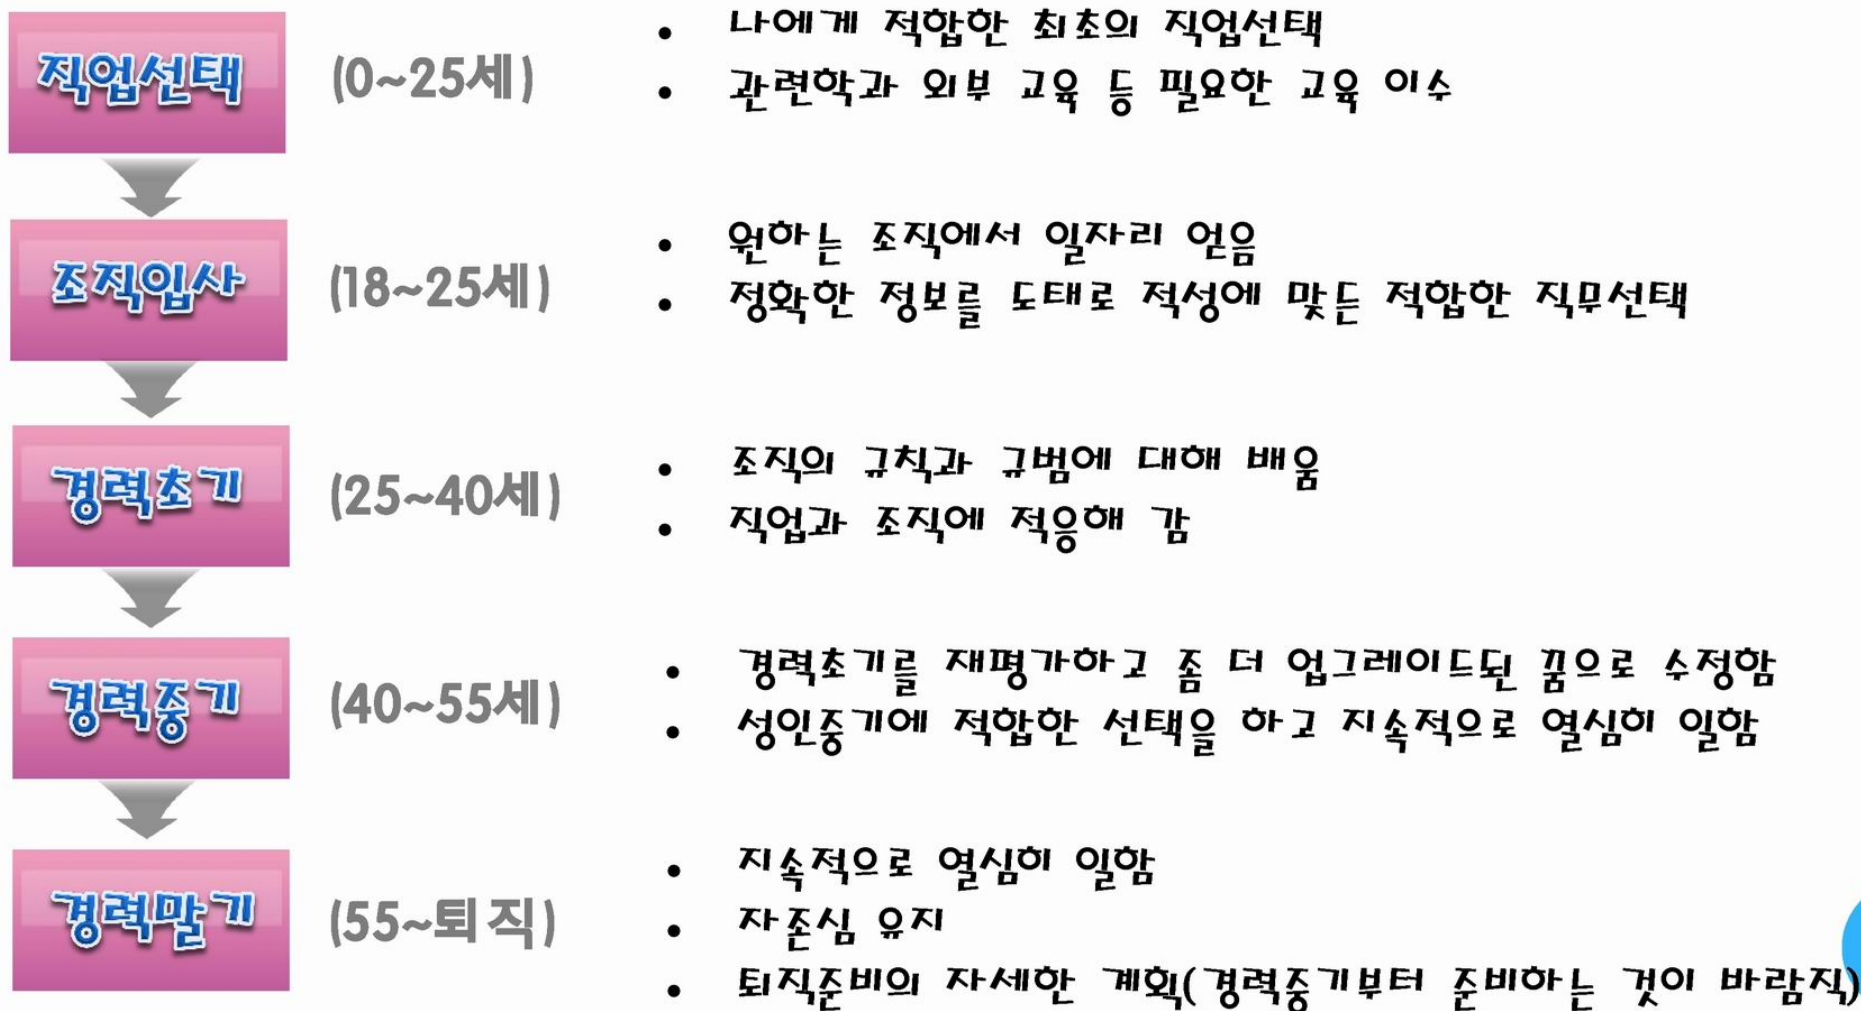 직업선택
(0~25세)
• 나에게 적합한 최초의 직업선택
• 관련학과 외부 교육 등 필요한 교육 이수
조직입사
(18~25세)
• 원하는 조직에서 일자리 얻음
• 정확한 정보를 도태로 적성에 맞든 적합한 직무선택
경력초기
(25~40세)
• 조직의 규칙과 규범에 대해 배움
• 직업과 조직에 적응해 감
경력중기
(40~55세)
• 경력초기를 재평가하고 좀 더 업그레이드된 꿈으로 수정함
• 성인중기에 적합한 선택을 하고 지속적으로 열심히 일함
경력말기
(55~퇴직)
• 지속적으로 열심히 일함
• 자존심 유지
• 퇴직준비의 자세한 계획(경력중기부터 준비하는 것이 바람직)